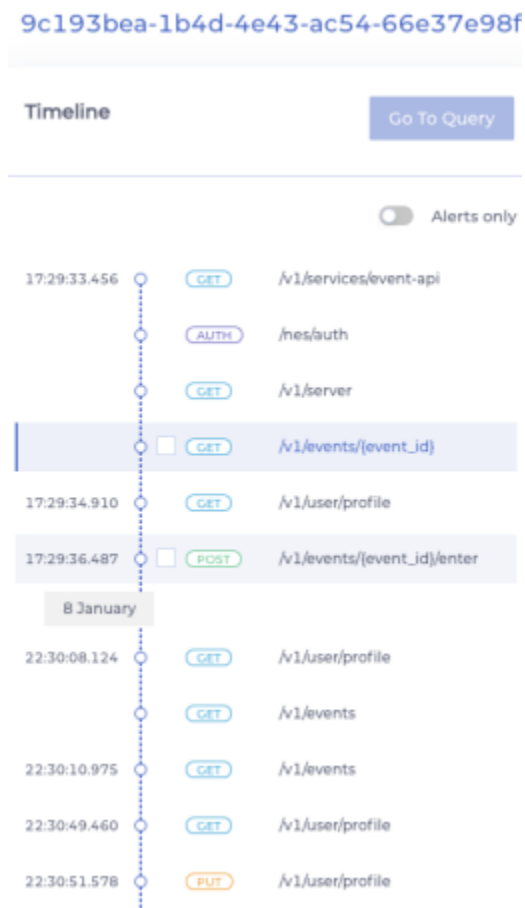 9c193bea-1b4d-4e43-ac54-66e37e98f
Timeline
Go To Query
Alerts only
17:29:33.456 GET /v1/services/event-api
AUTH /nes/auth
GET /v1/server
GET /v1/events/{event_id}
17:29:34.910 GET /v1/user/profile
17:29:36.487 POST /v1/events/{event_id}/enter
8 January
22:30:08.124 GET /v1/user/profile
GET /v1/events
22:30:10.975 GET /v1/events
22:30:49.460 GET /v1/user/profile
22:30:51.578 PUT /v1/user/profile